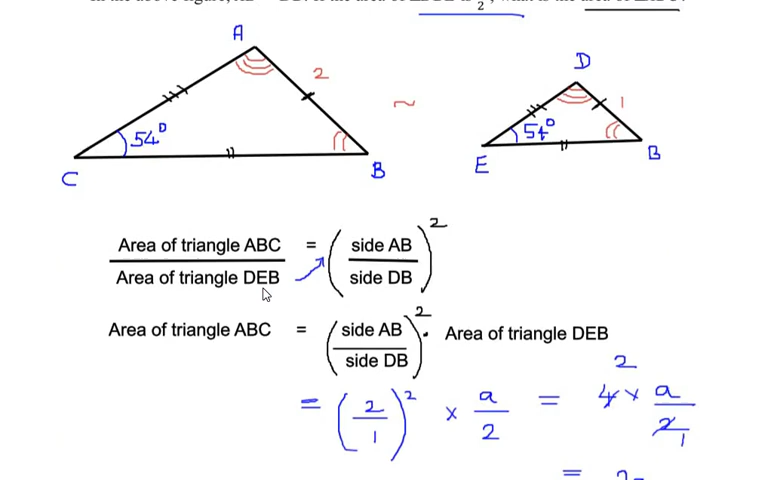 A
2
54°
C
B
~
D
1
54°
E
B
Area of triangle ABC / Area of triangle DEB = (side AB / side DB)²
Area of triangle ABC = (side AB / side DB)² · Area of triangle DEB
= (2/1)² × a/2 = 4 × a/2
2
1
=